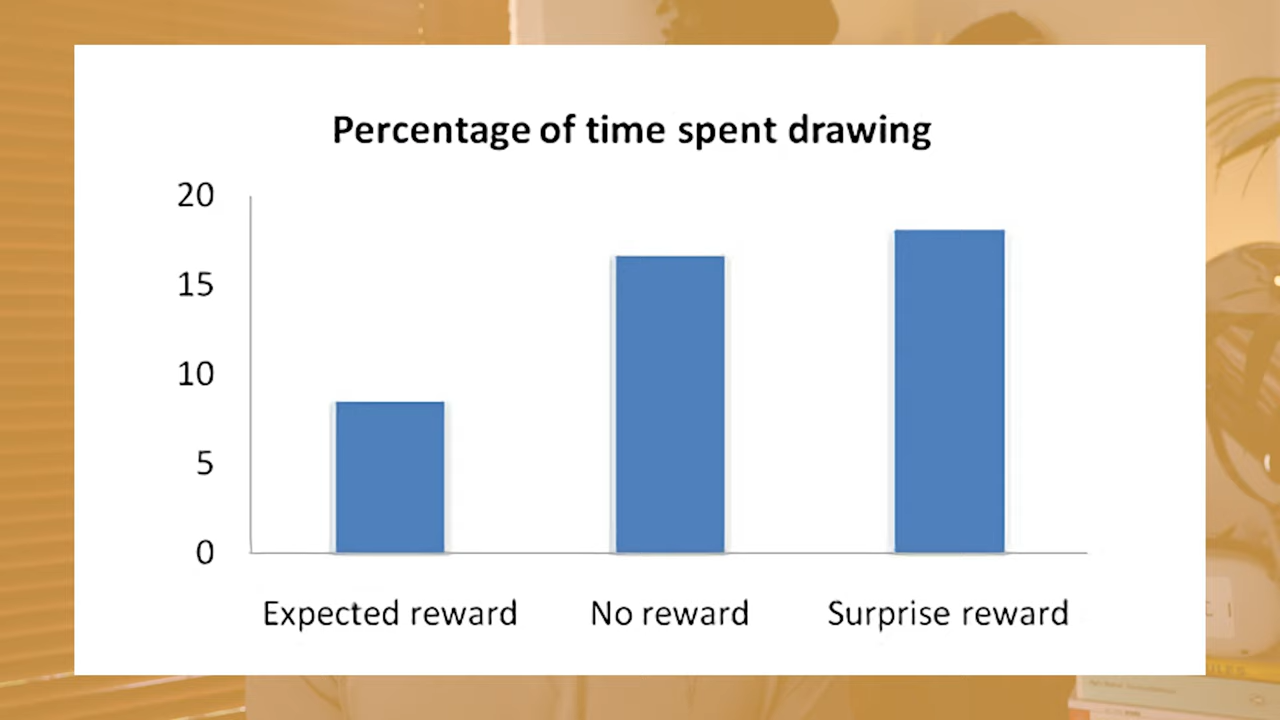 Percentage of time spent drawing
20
15
10
5
0
Expected reward
No reward
Surprise reward